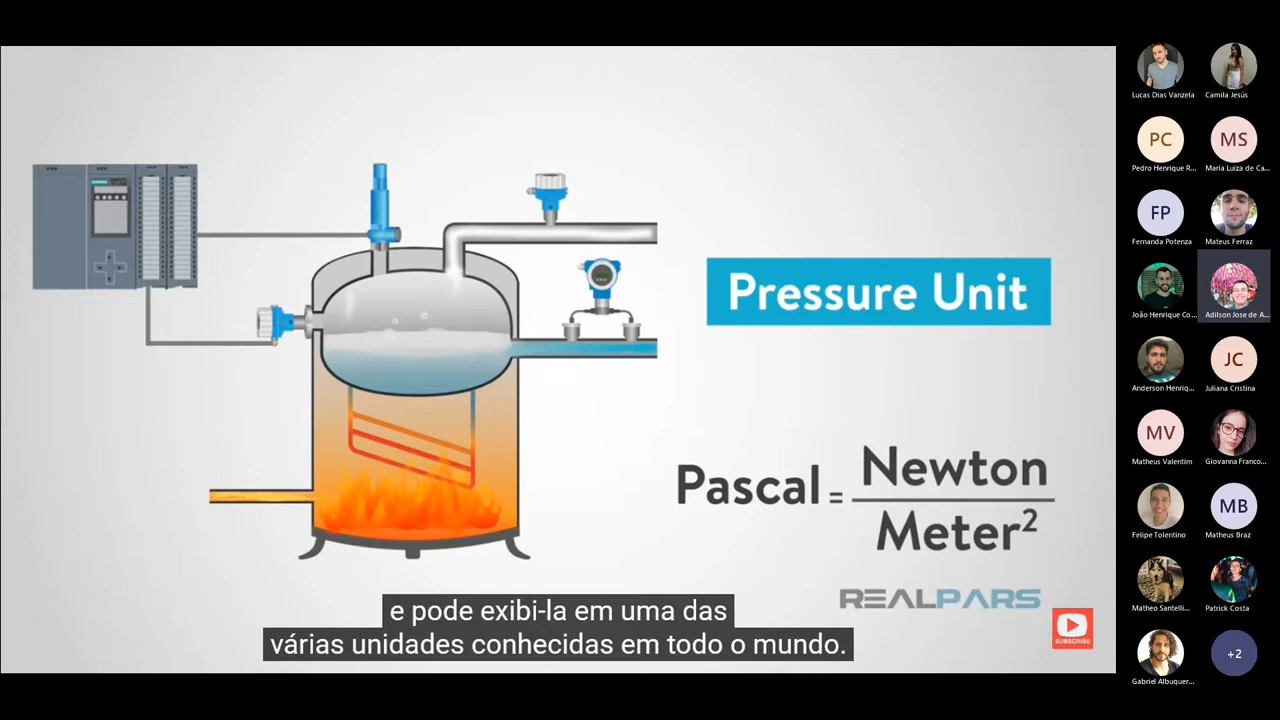 Pressure Unit
Pascal = Newton
Meter²
REALPARS
SUBSCRIBE
e pode exibi-la em uma das
várias unidades conhecidas em todo o mundo.
Lucas Dias Vanzela
Camila Jesús
PC
MS
Pedro Henrique R...
Maria Luiza de Ca...
FP
Fernanda Potenza
Mateus Ferraz
João Henrique Co...
Adilson Jose de A...
JC
Anderson Henriq...
Juliana Cristina
MV
Matheus Valentim
Giovanna Franco...
MB
Felipe Tolentino
Matheus Braz
Matheo Santelli...
Patrick Costa
+2
Gabriel Albuquer...